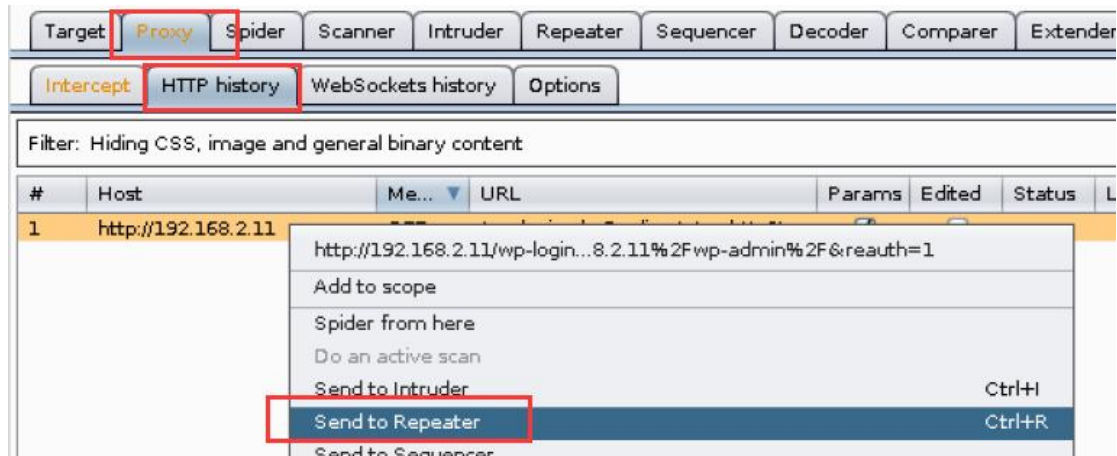 Target Proxy Spider Scanner Intruder Repeater Sequencer Decoder Comparer Extender
Intercept HTTP history WebSockets history Options
Filter: Hiding CSS, image and general binary content
# Host Me... URL Params Edited Status L
1 http://192.168.2.11
http://192.168.2.11/wp-login...8.2.11%2Fwp-admin%2F&reauth=1
Add to scope
Spider from here
Do an active scan
Send to Intruder Ctrl+I
Send to Repeater Ctrl+R
Send to Sequencer